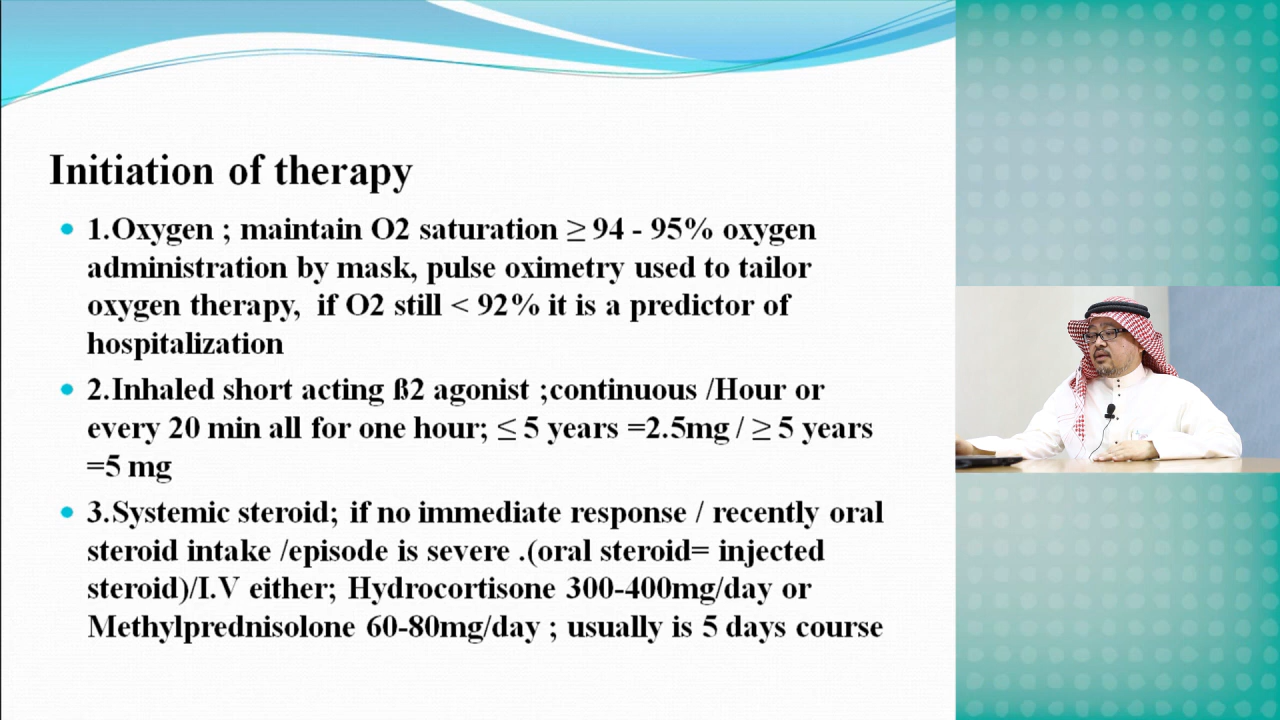 Initiation of therapy
1.Oxygen ; maintain O2 saturation ≥ 94 - 95% oxygen
administration by mask, pulse oximetry used to tailor
oxygen therapy,  if O2 still < 92% it is a predictor of
hospitalization
2.Inhaled short acting ß2 agonist ;continuous /Hour or
every 20 min all for one hour; ≤ 5 years =2.5mg / ≥ 5 years
=5 mg
3.Systemic steroid; if no immediate response / recently oral
steroid intake /episode is severe .(oral steroid= injected
steroid)/I.V either; Hydrocortisone 300-400mg/day or
Methylprednisolone 60-80mg/day ; usually is 5 days course